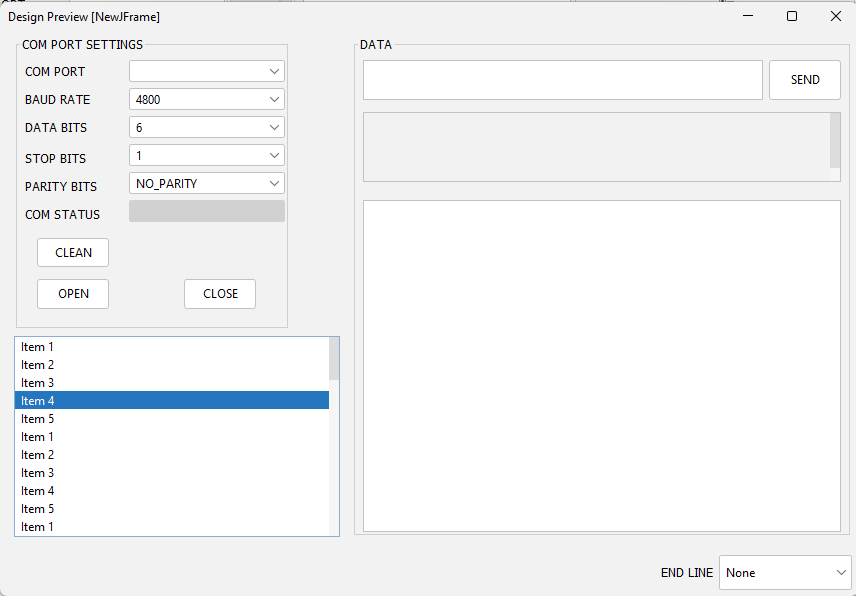 Design Preview [NewJFrame]
COM PORT SETTINGS
COM PORT
BAUD RATE 4800
DATA BITS 6
STOP BITS 1
PARITY BITS NO_PARITY
COM STATUS
CLEAN
OPEN CLOSE
Item 1
Item 2
Item 3
Item 4
Item 5
Item 1
Item 2
Item 3
Item 4
Item 5
Item 1
DATA
SEND
END LINE None